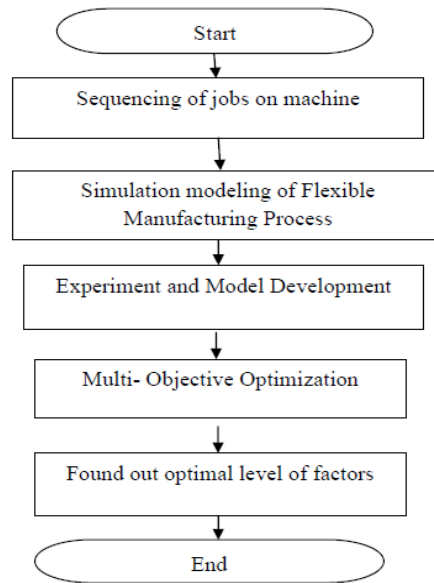 Start
Sequencing of jobs on machine
Simulation modeling of Flexible
Manufacturing Process
Experiment and Model Development
Multi- Objective Optimization
Found out optimal level of factors
End